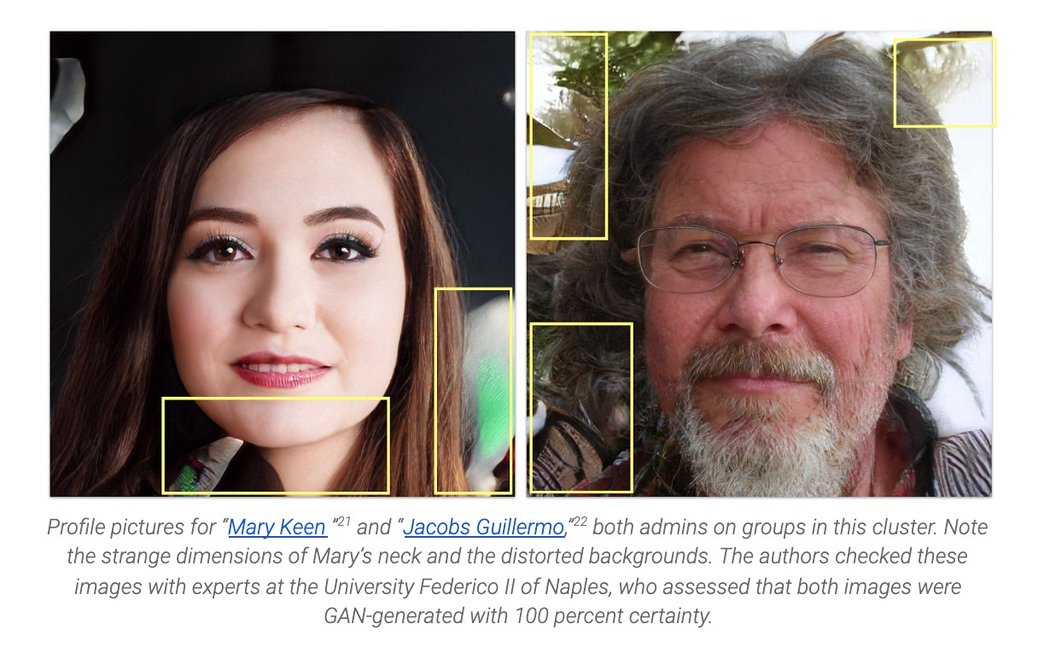 Profile pictures for “Mary Keen ”21 and “Jacobs Guillermo,”22 both admins on groups in this cluster. Note
the strange dimensions of Mary’s neck and the distorted backgrounds. The authors checked these
images with experts at the University Federico II of Naples, who assessed that both images were
GAN-generated with 100 percent certainty.